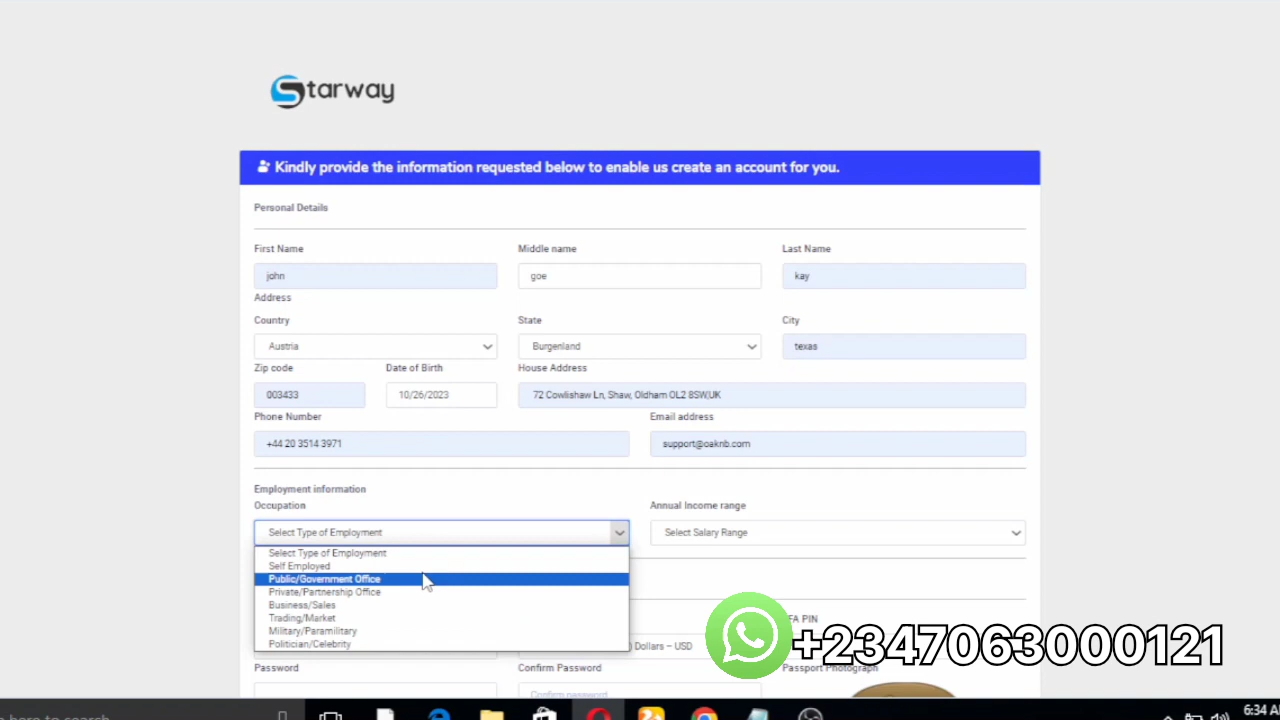 Starway
Kindly provide the information requested below to enable us create an account for you.
Personal Details
First Name
Middle name
Last Name
john
goe
kay
Address
Country
State
City
Austria
Burgenland
texas
Zip code
Date of Birth
House Address
003433
10/26/2023
72 Cowlishaw Ln, Shaw, Oldham OL2 8SW,UK
Phone Number
Email address
+44 20 3514 3971
support@oaknb.com
Employment information
Occupation
Annual Income range
Select Type of Employment
Select Salary Range
Select Type of Employment
Self Employed
Public/Government Office
Private/Partnership Office
Business/Sales
Trading/Market
Military/Paramilitary
Politician/Celebrity
FA PIN
) Dollars – USD
+2347063000121
Password
Confirm Password
Passport Photograph
Confirm password
here to search
6:34 A